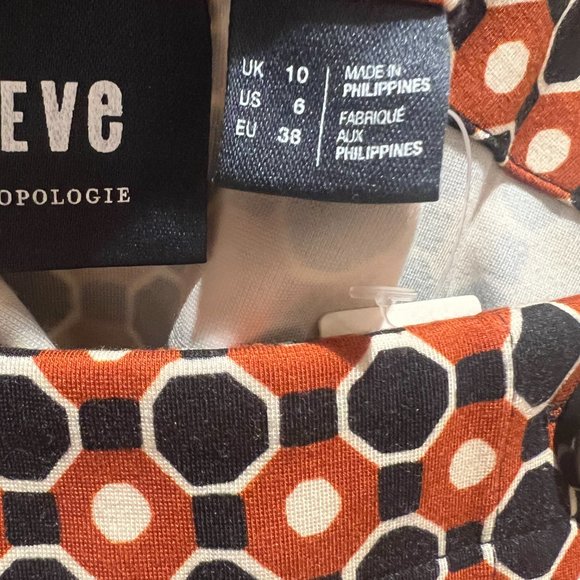 EVe
OPOLOGIE
UK 10
US 6
EU 38
MADE IN
PHILIPPINES
FABRIQUÉ
AUX
PHILIPPINES